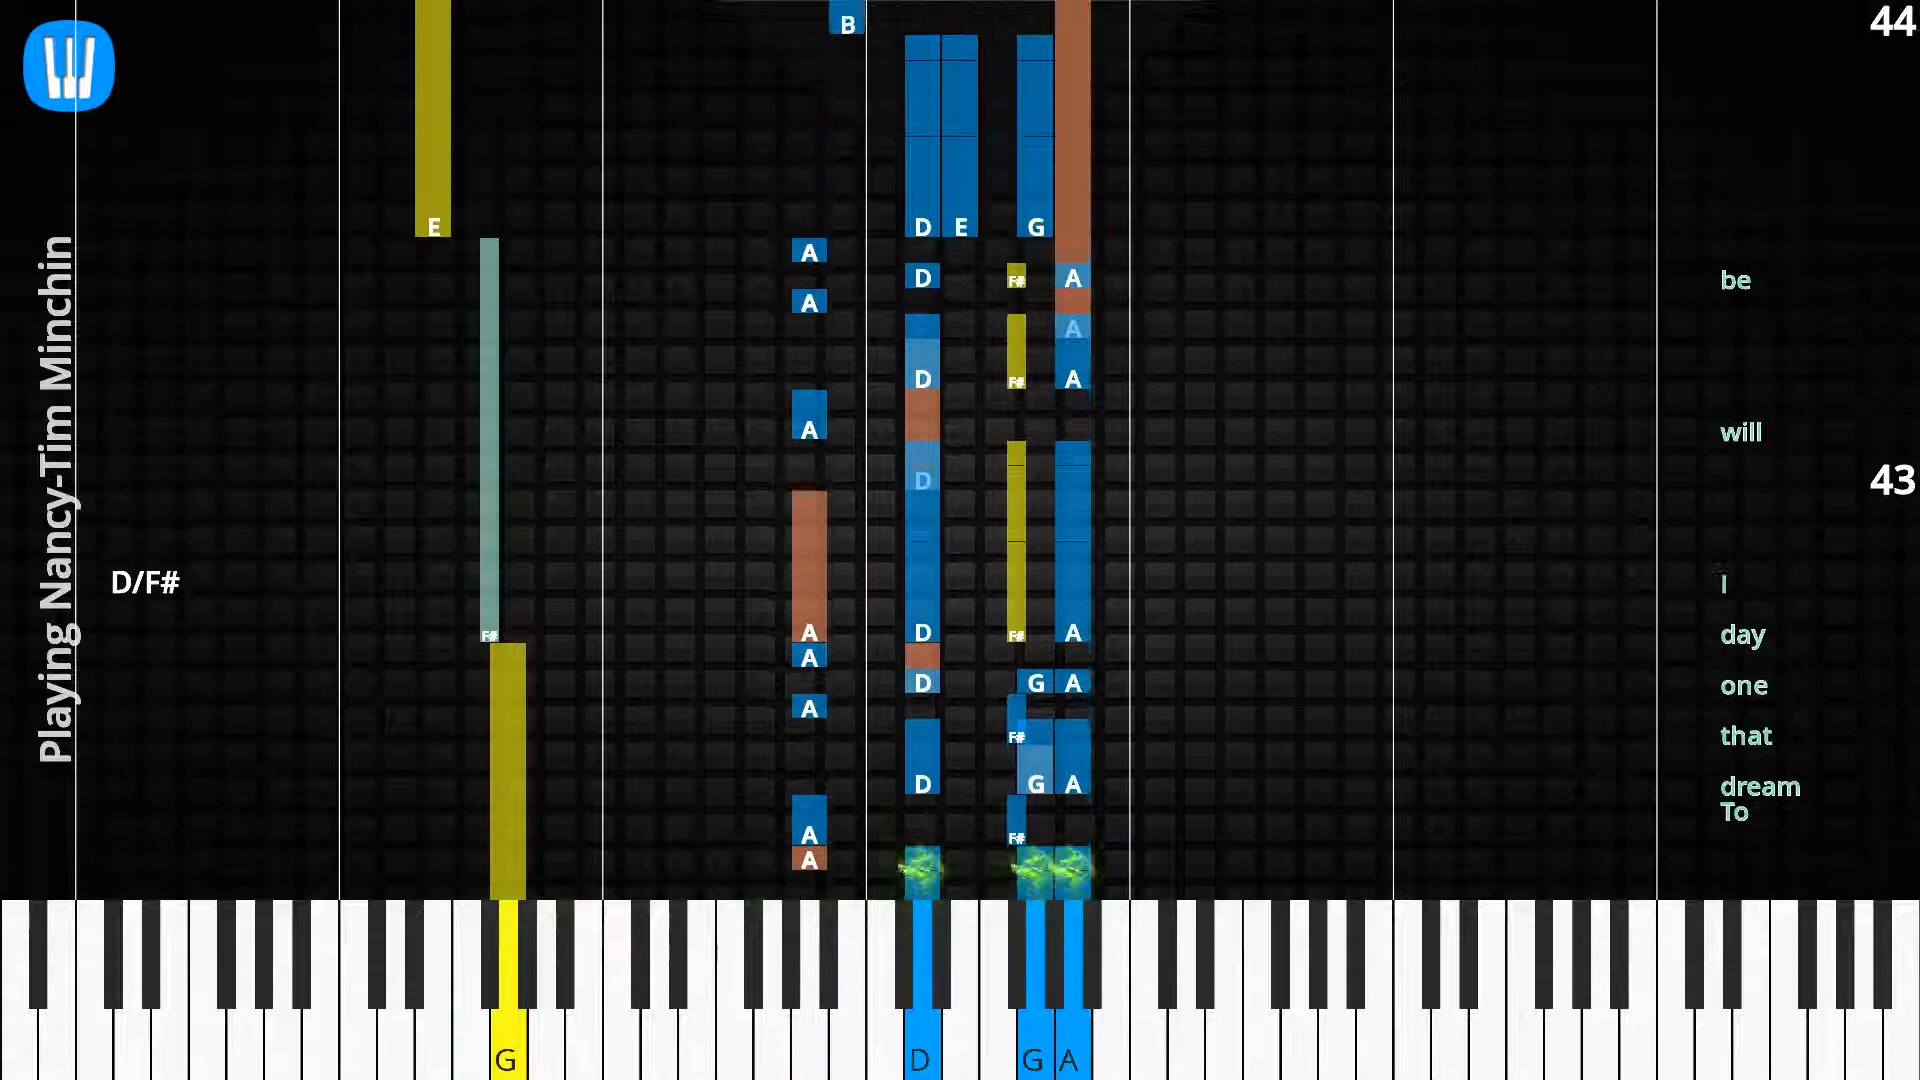 B
44
E D E G
A
D F# A be
A
A
D F# A
A will
D
43
D/F#
I
F# A D F# A day
A
D G A one
A
F# that
D G A dream
To
A F#
A
G D G A
Playing Nancy-Tim Minchin